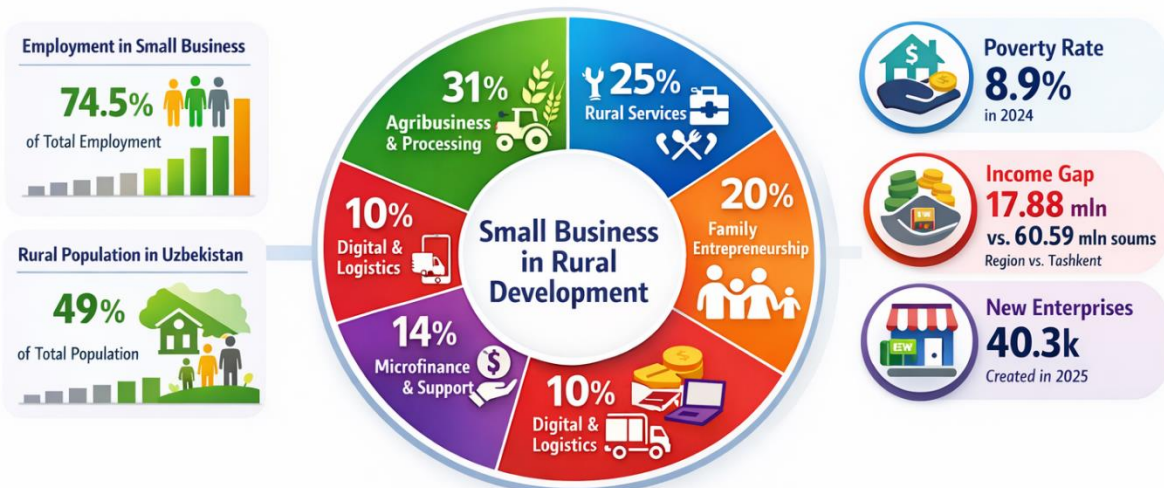 Employment in Small Business
74.5%
of Total Employment
Rural Population in Uzbekistan
49%
of Total Population
31%
Agribusiness
& Processing
25%
Rural Services
20%
Family
Entrepreneurship
10%
Digital &
Logistics
14%
Microfinance
& Support
$
10%
Digital &
Logistics
Small Business
in Rural
Development
$
Poverty Rate
8.9%
in 2024
Income Gap
17.88 mln
vs. 60.59 mln soums
Region vs. Tashkent
New Enterprises
40.3k
Created in 2025